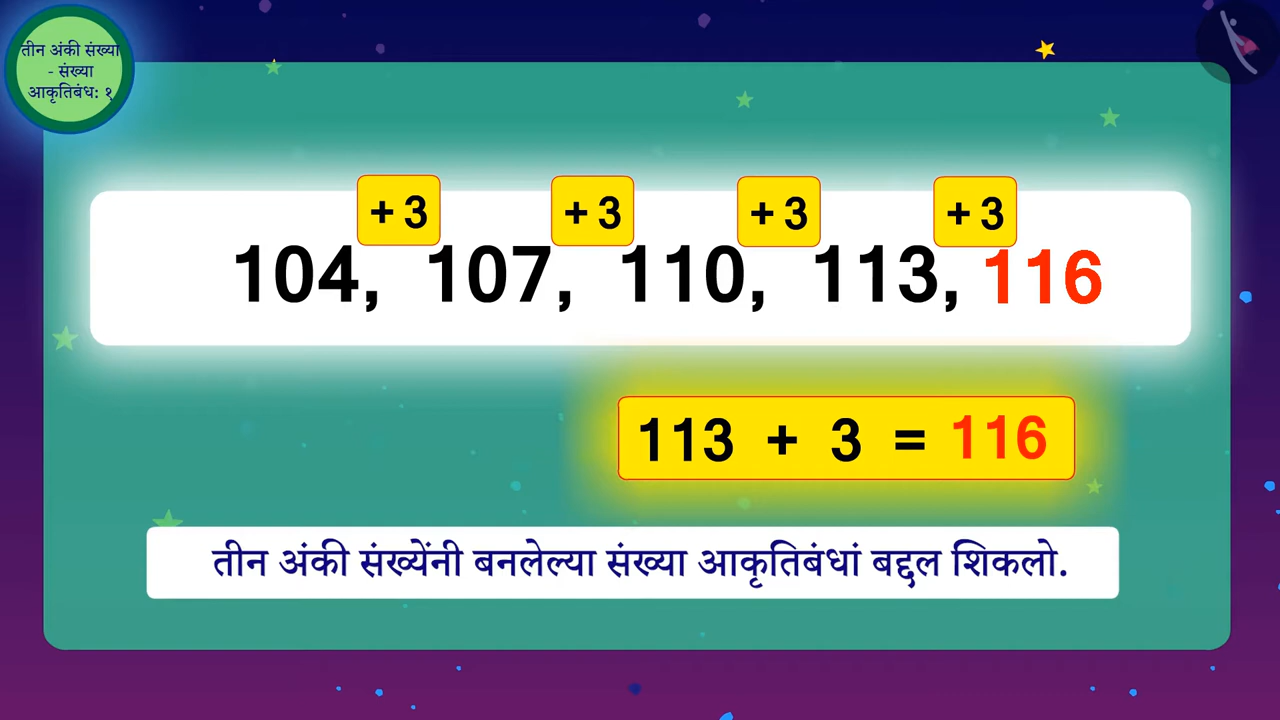 तीन अंकी संख्या
- संख्या
आकृतिबंध: १
+ 3 + 3 + 3 + 3
104, 107, 110, 113, 116
113 + 3 = 116
तीन अंकी संख्येंनी बनलेल्या संख्या आकृतिबंधां बद्दल शिकलो.